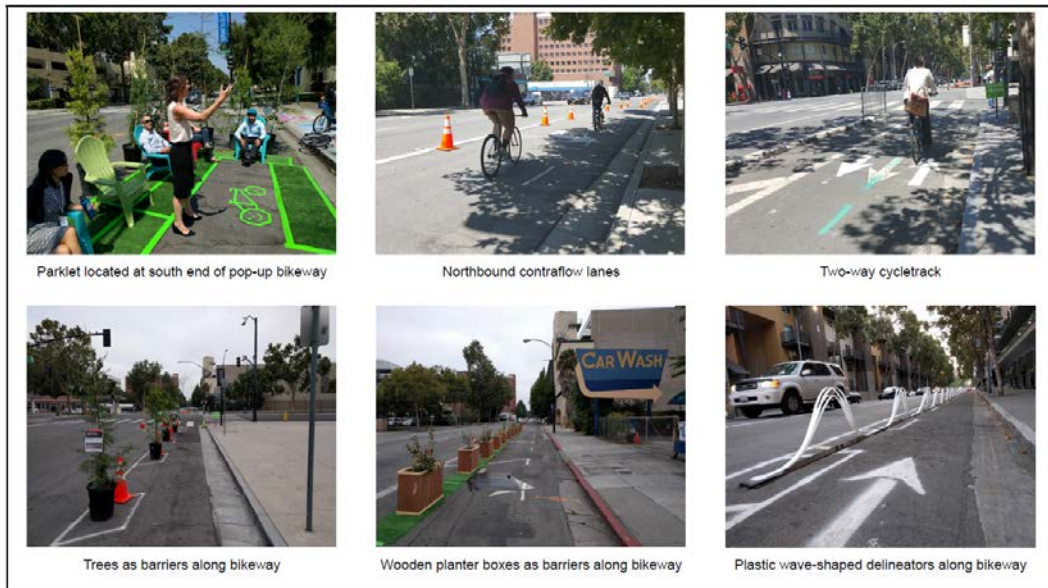 Parklet located at south end of pop-up bikeway
Northbound contraflow lanes
Two-way cycletrack
CAR WASH
Trees as barriers along bikeway
Wooden planter boxes as barriers along bikeway
Plastic wave-shaped delineators along bikeway